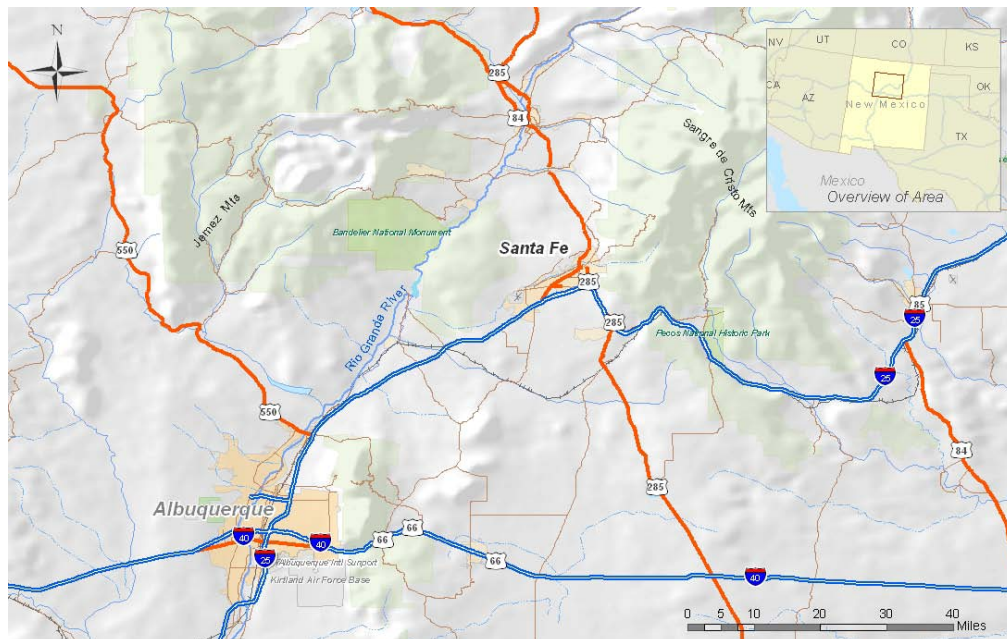 N
285
84
NV
UT
CO
KS
CA
AZ
New Mexico
OK
TX
Mexico
Overview of Area
Sangre de Cristo Mts
Jemez Mts
550
Bandelier National Monument
Santa Fe
285
Rio Grande River
285
Pecos National Historic Park
85
25
25
550
84
285
Albuquerque
40
40
25
66
66
66
Albuquerque Intl Sunport
Kirtland Air Force Base
40
0 5 10 20 30 40
Miles